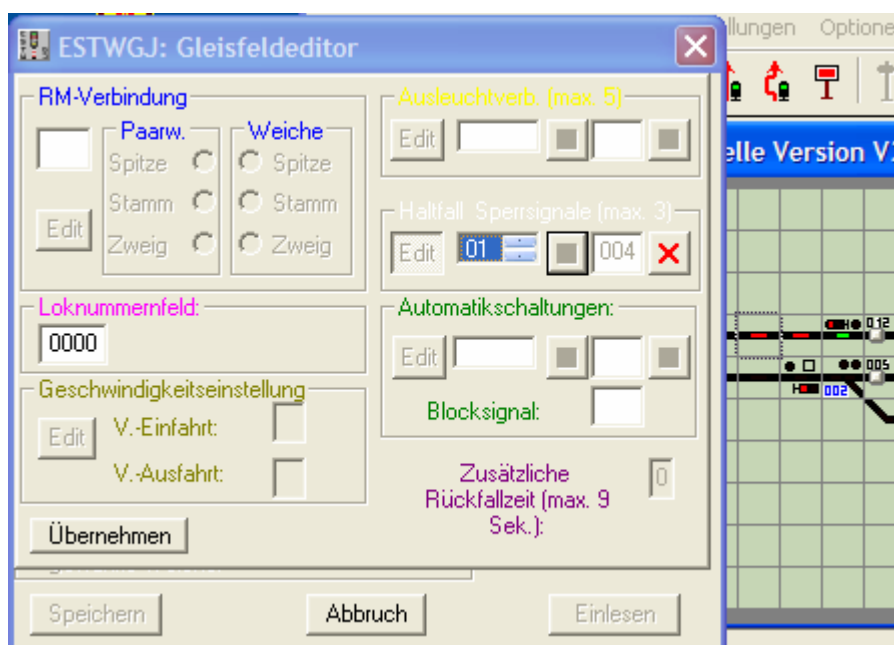 ESTWGJ: Gleisfeldeditor
llungen Optione
elle Version V
RM-Verbindung
Paarw.
Spitze
Stamm
Zweig
Weiche
Spitze
Stamm
Zweig
Edit
Ausleuchtverb. (max. 5)
Edit
Haltfall Sperrsignale (max. 3)
Edit 01 004
Loknummernfeld:
0000
Automatikschaltungen:
Edit
Blocksignal:
Geschwindigkeitseinstellung
Edit
V.-Einfahrt:
V.-Ausfahrt:
Zusätzliche
Rückfallzeit (max. 9
Sek.):
0
Übernehmen
Speichern Abbruch Einlesen
012
005
002